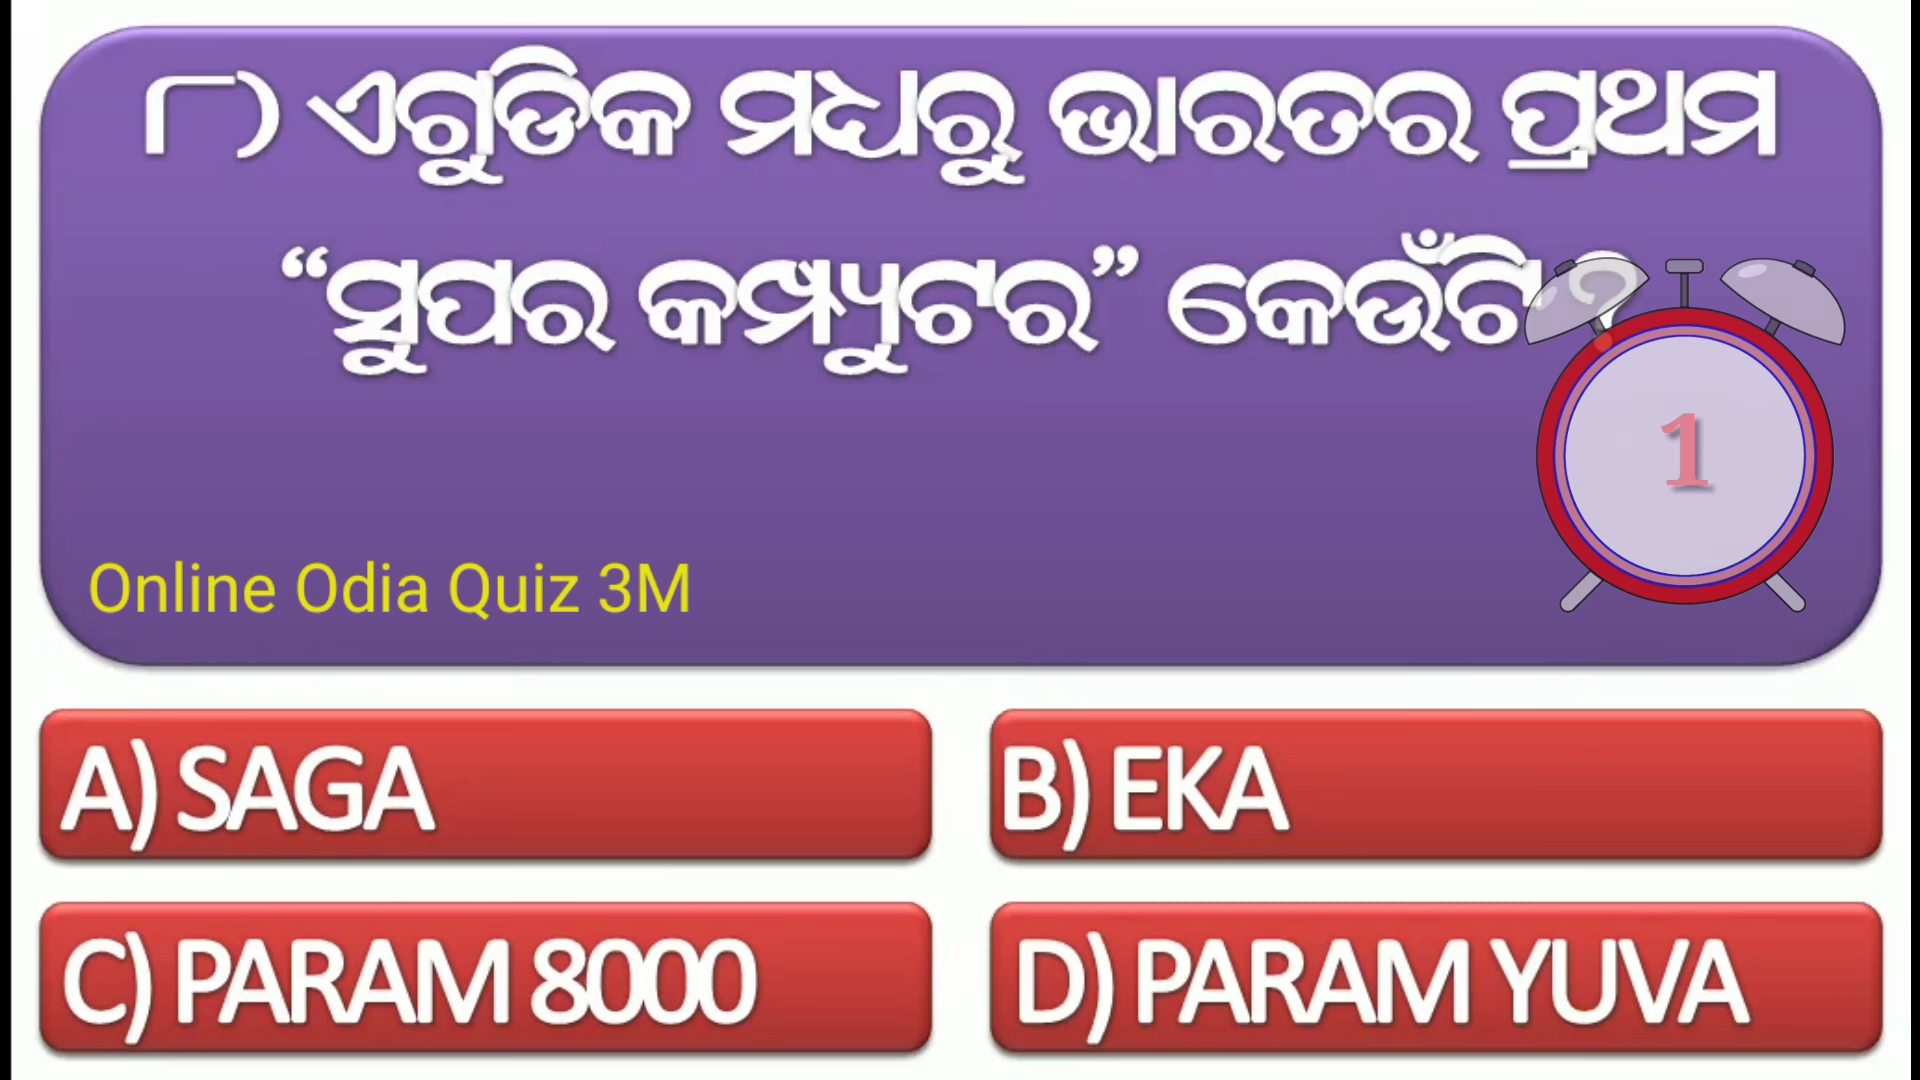 ୮) ଏଗୁଡିକ ମଧ୍ୟରୁ ଭାରତର ପ୍ରଥମ
“ସୁପର କମ୍ପ୍ୟୁଟର” କେଉଁଟି ?
1
Online Odia Quiz 3M
A) SAGA
B) EKA
C) PARAM 8000
D) PARAM YUVA